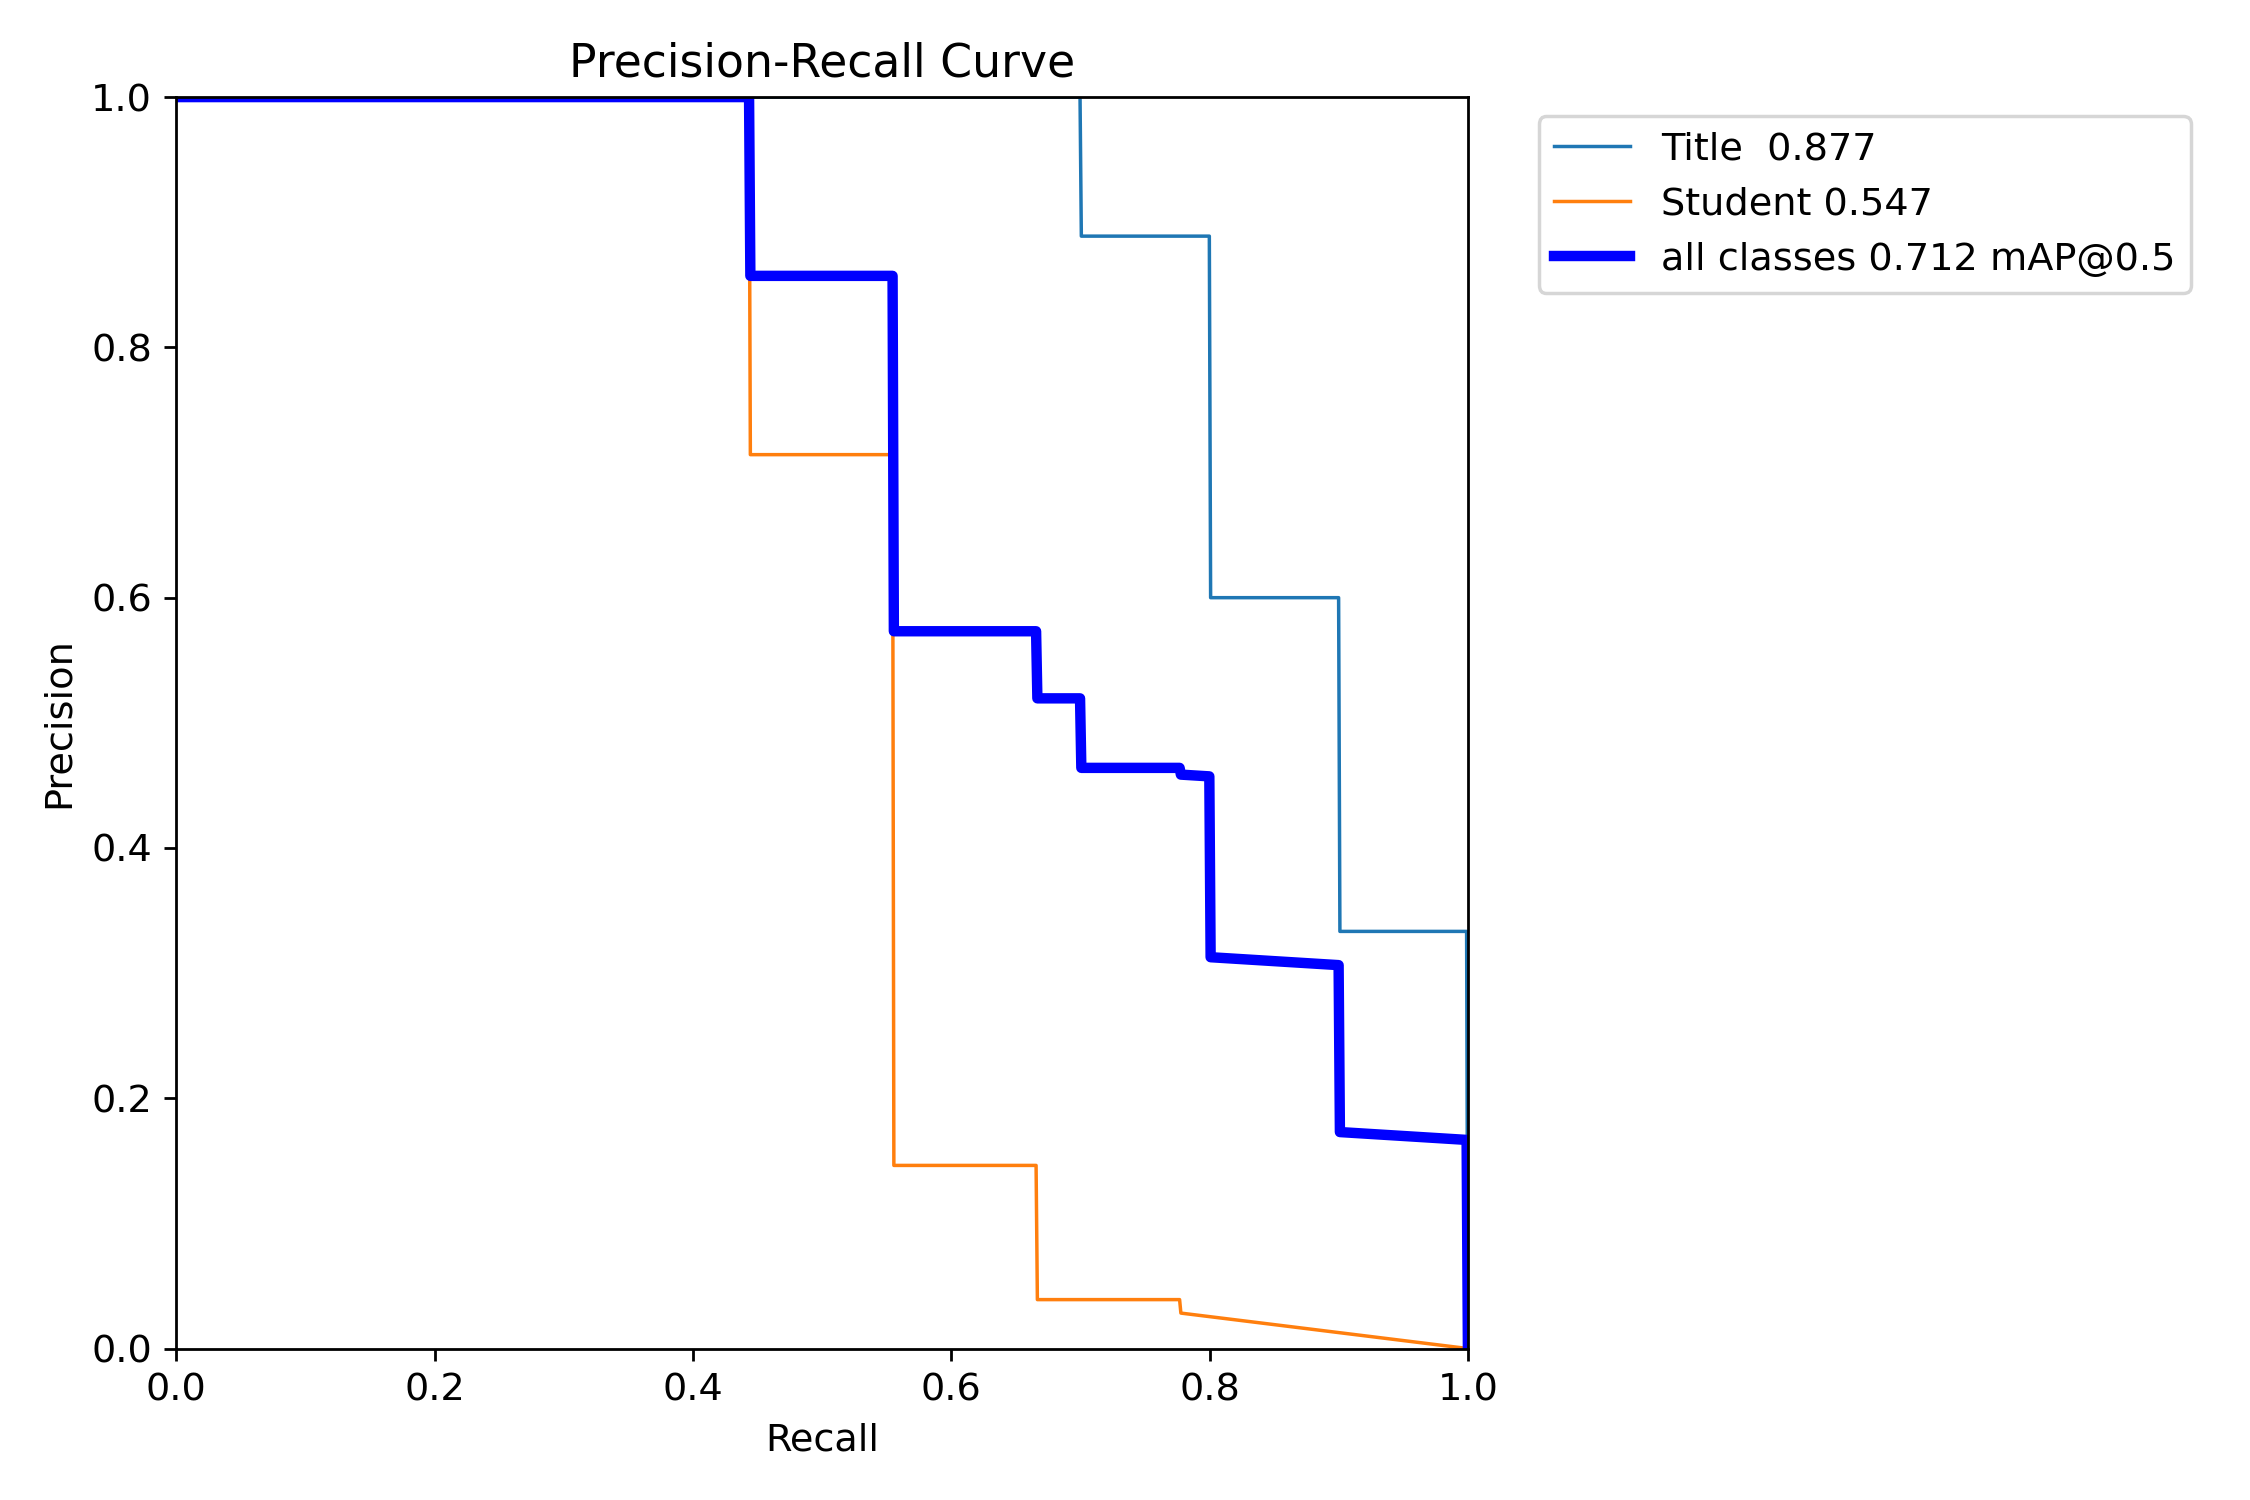 Precision-Recall Curve
1.0
0.8
0.6
0.4
0.2
0.0
Precision
0.0 0.2 0.4 0.6 0.8 1.0
Recall
Title 0.877
Student 0.547
all classes 0.712 mAP@0.5